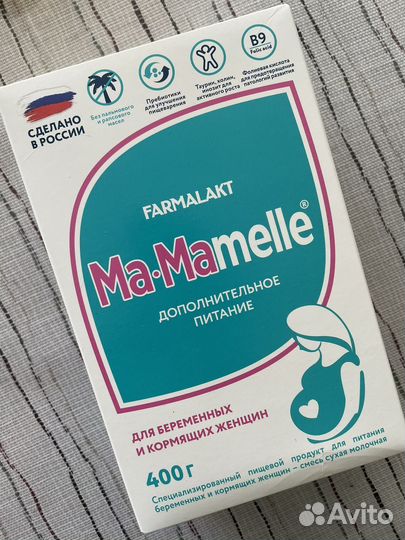 СДЕЛАНО
В РОССИИ
Без пальмового
и рапсового
масел
Пребиотики
для улучшения
пищеварения
Таурин, холин,
инозит для
активного роста
B9
Folic acid
Фолиевая кислота
для предотвращения
патологий развития
FARMALAKT
Ma·Mamelle®
ДОПОЛНИТЕЛЬНОЕ
ПИТАНИЕ
ДЛЯ БЕРЕМЕННЫХ
И КОРМЯЩИХ ЖЕНЩИН
400 г
Специализированный пищевой продукт для питания
беременных и кормящих женщин – смесь сухая молочная
Avito